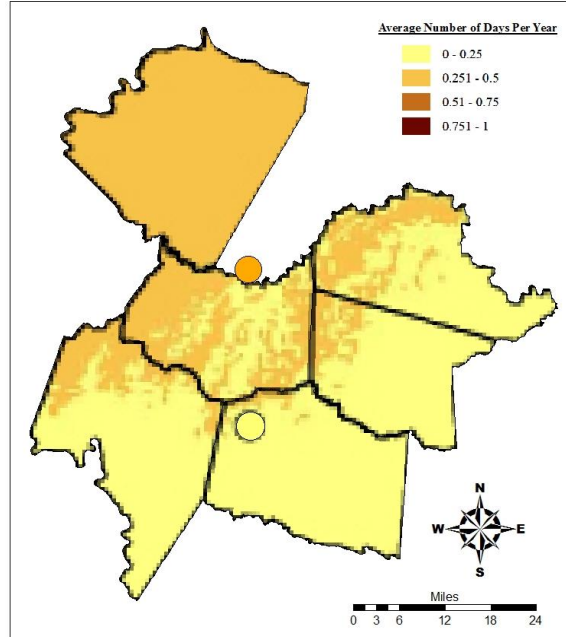 Average Number of Days Per Year
0 - 0.25
0.251 - 0.5
0.51 - 0.75
0.751 - 1
N
W E
S
Miles
0 1 3 6 12 18 24